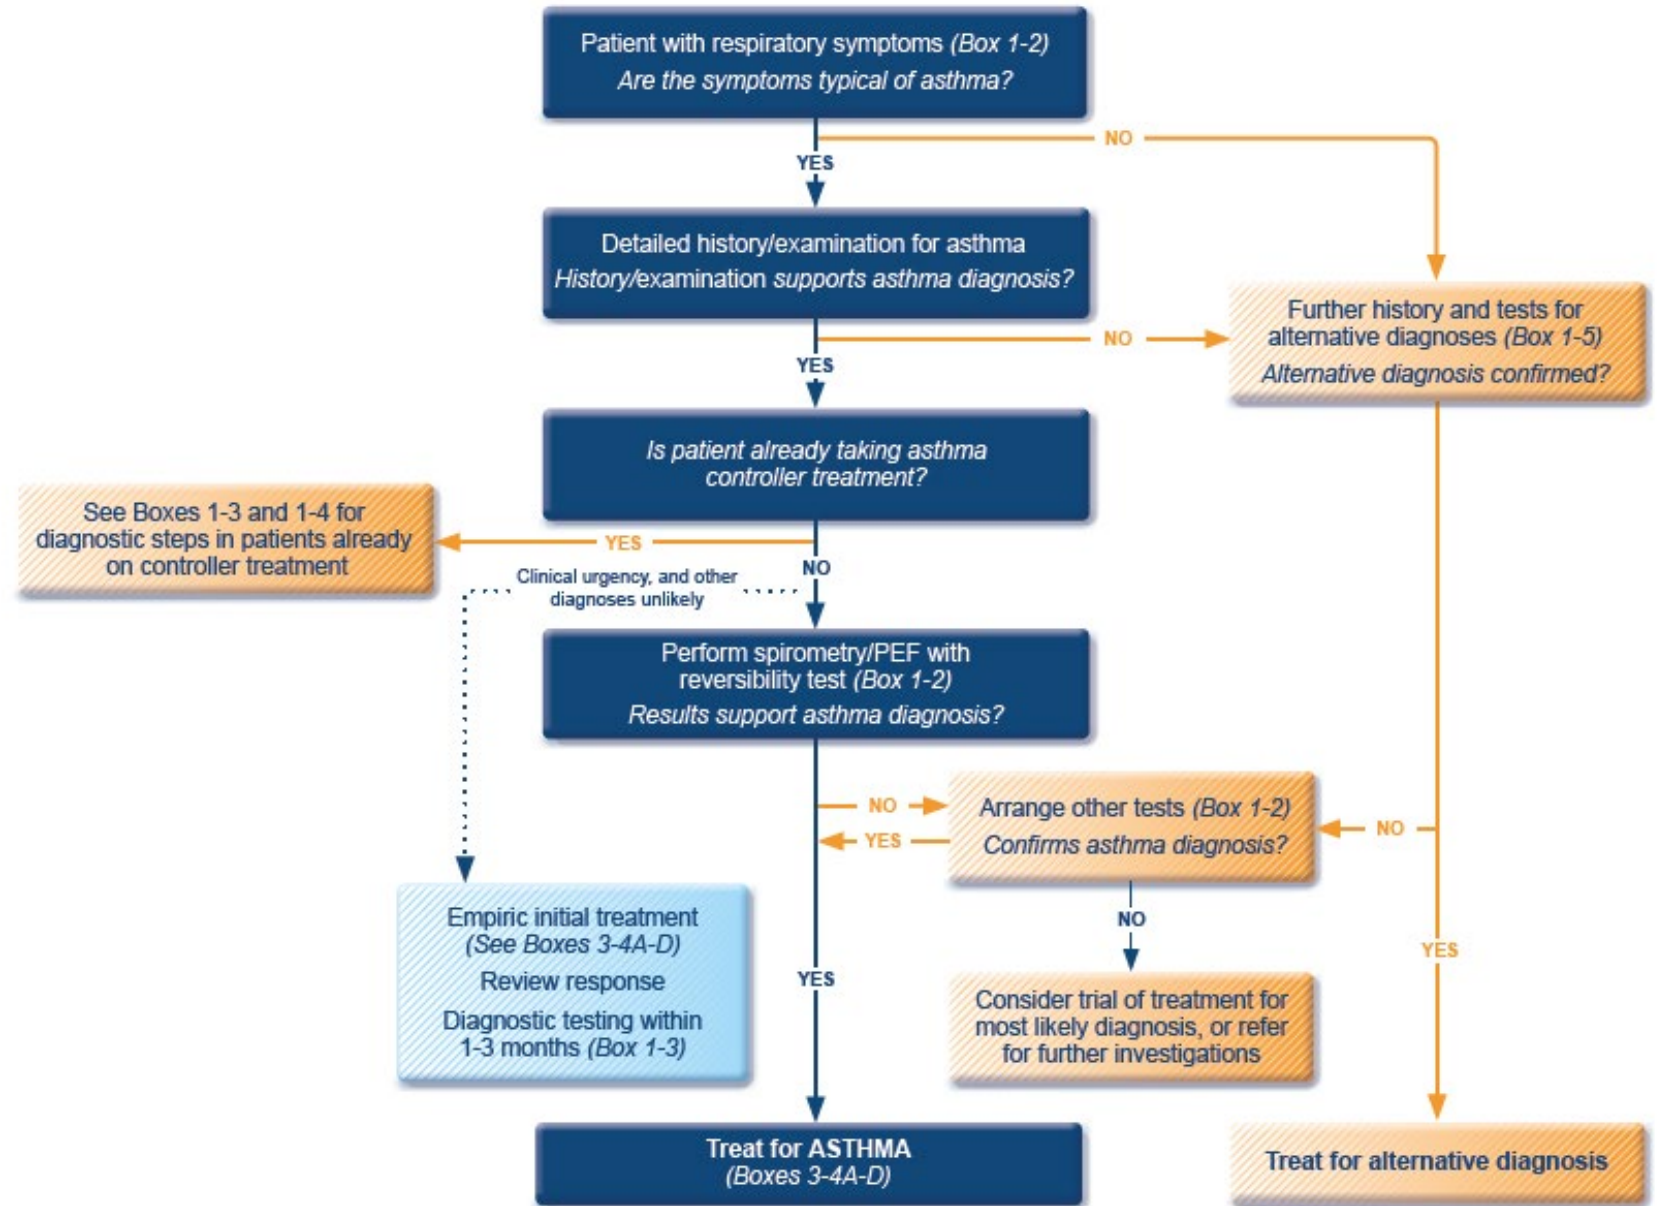 Patient with respiratory symptoms (Box 1-2)
Are the symptoms typical of asthma?
NO
YES
Detailed history/examination for asthma
History/examination supports asthma diagnosis?
NO
YES
Further history and tests for
alternative diagnoses (Box 1-5)
Alternative diagnosis confirmed?
Is patient already taking asthma
controller treatment?
See Boxes 1-3 and 1-4 for
diagnostic steps in patients already
on controller treatment
YES
NO
Clinical urgency, and other
diagnoses unlikely
Perform spirometry/PEF with
reversibility test (Box 1-2)
Results support asthma diagnosis?
NO
YES
Arrange other tests (Box 1-2)
Confirms asthma diagnosis?
NO
Empiric initial treatment
(See Boxes 3-4A-D)
Review response
Diagnostic testing within
1-3 months (Box 1-3)
YES
NO
Consider trial of treatment for
most likely diagnosis, or refer
for further investigations
YES
Treat for ASTHMA
(Boxes 3-4A-D)
Treat for alternative diagnosis